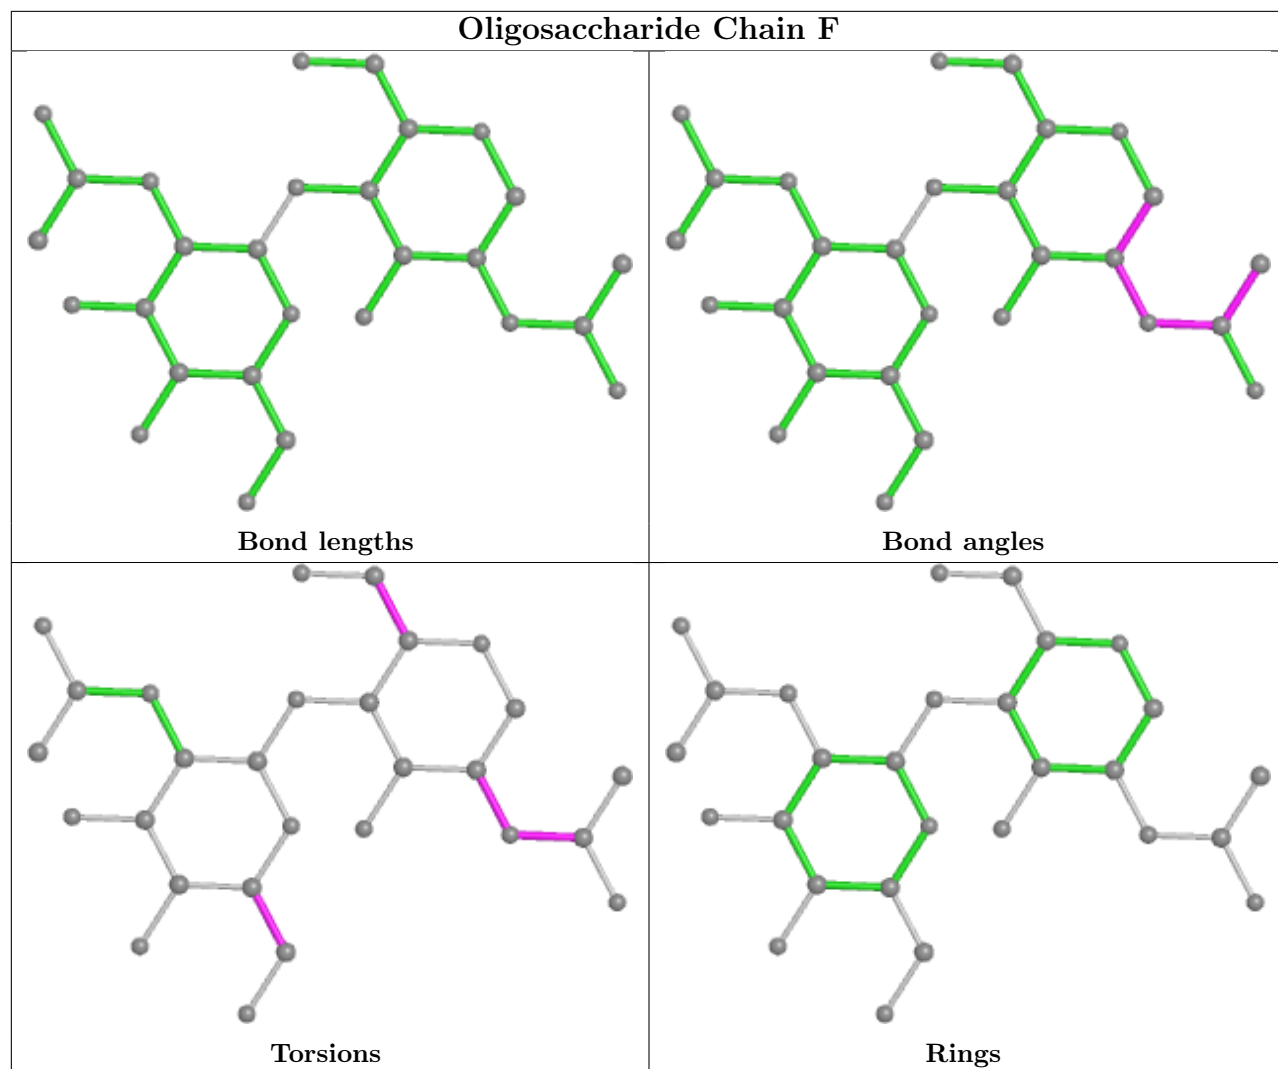 Oligosaccharide Chain F
Bond lengths
Bond angles
Torsions
Rings